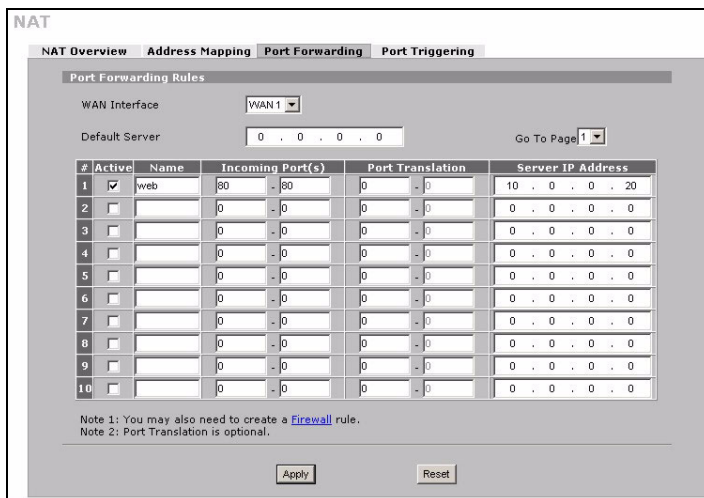 NAT
NAT Overview Address Mapping Port Forwarding Port Triggering
Port Forwarding Rules
WAN Interface WAN 1
Default Server 0 . 0 . 0 . 0 Go To Page 1
# Active Name Incoming Port(s) Port Translation Server IP Address
1 web 80 - 80 0 - 0 10 . 0 . 0 . 20
2 0 - 0 0 - 0 0 . 0 . 0 . 0
3 0 - 0 0 - 0 0 . 0 . 0 . 0
4 0 - 0 0 - 0 0 . 0 . 0 . 0
5 0 - 0 0 - 0 0 . 0 . 0 . 0
6 0 - 0 0 - 0 0 . 0 . 0 . 0
7 0 - 0 0 - 0 0 . 0 . 0 . 0
8 0 - 0 0 - 0 0 . 0 . 0 . 0
9 0 - 0 0 - 0 0 . 0 . 0 . 0
10 0 - 0 0 - 0 0 . 0 . 0 . 0
Note 1: You may also need to create a Firewall rule.
Note 2: Port Translation is optional.
Apply Reset